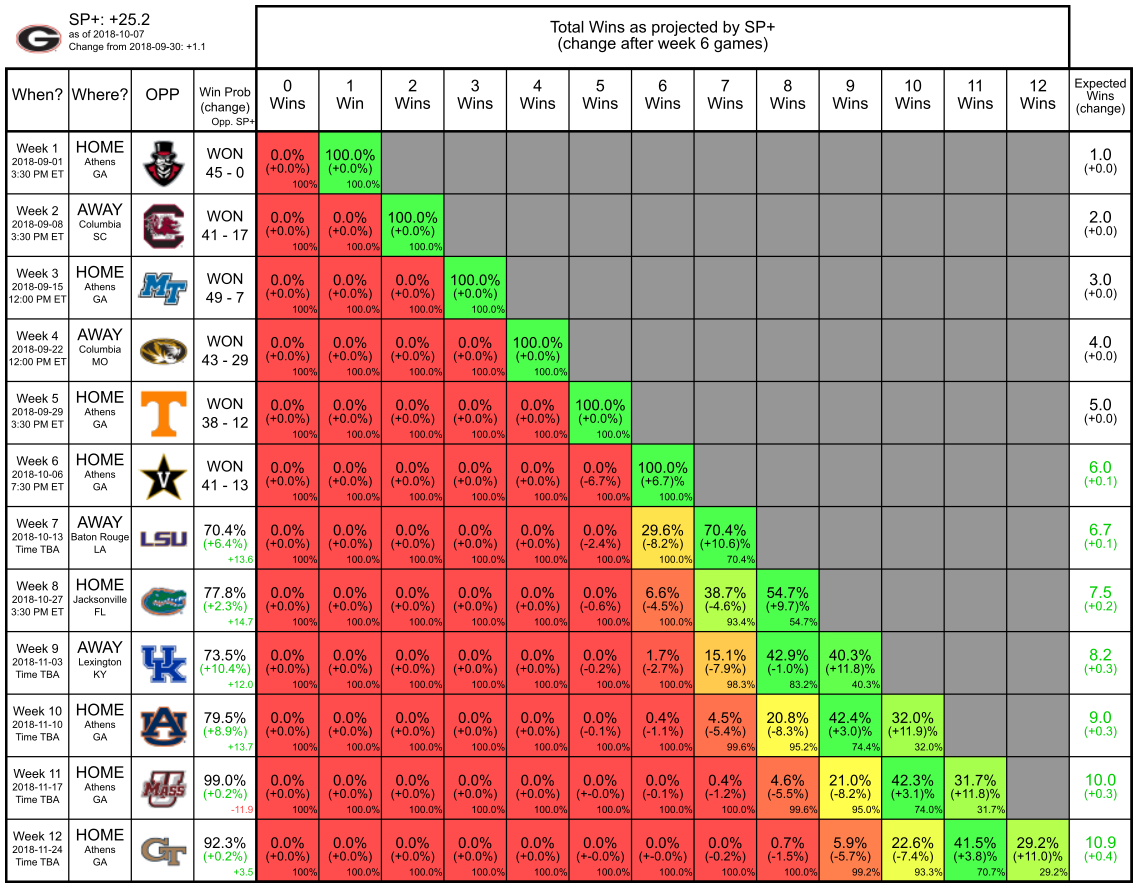 G
SP+: +25.2
as of 2018-10-07
Change from 2018-09-30: +1.1
Total Wins as projected by SP+
(change after week 6 games)
When? Where? OPP Win Prob (change) Opp. SP+ 0 Wins 1 Win 2 Wins 3 Wins 4 Wins 5 Wins 6 Wins 7 Wins 8 Wins 9 Wins 10 Wins 11 Wins 12 Wins Expected Wins (change)
Week 1 HOME WON 0.0% 100.0% 1.0
2018-09-01 Athens 45 - 0 (+0.0%) (+0.0%) (+0.0)
3:30 PM ET GA 100% 100.0%
Week 2 AWAY C WON 0.0% 0.0% 100.0% 2.0
2018-09-08 Columbia 41 - 17 (+0.0%) (+0.0%) (+0.0%) (+0.0)
3:30 PM ET SC 100% 100.0% 100.0%
Week 3 HOME MT WON 0.0% 0.0% 0.0% 100.0% 3.0
2018-09-15 Athens 49 - 7 (+0.0%) (+0.0%) (+0.0%) (+0.0%) (+0.0)
12:00 PM ET GA 100% 100.0% 100.0% 100.0%
Week 4 AWAY WON 0.0% 0.0% 0.0% 0.0% 100.0% 4.0
2018-09-22 Columbia 43 - 29 (+0.0%) (+0.0%) (+0.0%) (+0.0%) (+0.0%) (+0.0)
12:00 PM ET MO 100% 100.0% 100.0% 100.0% 100.0%
Week 5 HOME T WON 0.0% 0.0% 0.0% 0.0% 0.0% 100.0% 5.0
2018-09-29 Athens 38 - 12 (+0.0%) (+0.0%) (+0.0%) (+0.0%) (+0.0%) (+0.0%) (+0.0)
3:30 PM ET GA 100% 100.0% 100.0% 100.0% 100.0% 100.0%
Week 6 HOME V WON 0.0% 0.0% 0.0% 0.0% 0.0% 0.0% 100.0% 6.0
2018-10-06 Athens 41 - 13 (+0.0%) (+0.0%) (+0.0%) (+0.0%) (+0.0%) (-6.7%) (+6.7)% (+0.1)
7:30 PM ET GA 100% 100.0% 100.0% 100.0% 100.0% 100.0% 100.0%
Week 7 AWAY LSU 70.4% 0.0% 0.0% 0.0% 0.0% 0.0% 0.0% 29.6% 70.4% 6.7
2018-10-13 Baton Rouge (+6.4%) (+0.0%) (+0.0%) (+0.0%) (+0.0%) (+0.0%) (-2.4%) (-8.2%) (+10.6)% (+0.1)
Time TBA LA +13.6 100% 100.0% 100.0% 100.0% 100.0% 100.0% 100.0% 70.4%
Week 8 HOME 77.8% 0.0% 0.0% 0.0% 0.0% 0.0% 0.0% 6.6% 38.7% 54.7% 7.5
2018-10-27 Jacksonville (+2.3%) (+0.0%) (+0.0%) (+0.0%) (+0.0%) (+0.0%) (-0.6%) (-4.5%) (-4.6%) (+9.7)% (+0.2)
3:30 PM ET FL +14.7 100% 100.0% 100.0% 100.0% 100.0% 100.0% 100.0% 93.4% 54.7%
Week 9 AWAY UK 73.5% 0.0% 0.0% 0.0% 0.0% 0.0% 0.0% 1.7% 15.1% 42.9% 40.3% 8.2
2018-11-03 Lexington (+10.4%) (+0.0%) (+0.0%) (+0.0%) (+0.0%) (+0.0%) (-0.2%) (-2.7%) (-7.9%) (-1.0%) (+11.8)% (+0.3)
Time TBA KY +12.0 100% 100.0% 100.0% 100.0% 100.0% 100.0% 100.0% 98.3% 83.2% 40.3%
Week 10 HOME AU 79.5% 0.0% 0.0% 0.0% 0.0% 0.0% 0.0% 0.4% 4.5% 20.8% 42.4% 32.0% 9.0
2018-11-10 Athens (+8.9%) (+0.0%) (+0.0%) (+0.0%) (+0.0%) (+0.0%) (-0.1%) (-1.1%) (-5.4%) (-8.3%) (+3.0)% (+11.9)% (+0.3)
Time TBA GA +13.7 100% 100.0% 100.0% 100.0% 100.0% 100.0% 100.0% 99.6% 95.2% 74.4% 32.0%
Week 11 HOME U MASS 99.0% 0.0% 0.0% 0.0% 0.0% 0.0% 0.0% 0.0% 0.4% 4.6% 21.0% 42.3% 31.7% 10.0
2018-11-17 Athens (+0.2%) (+0.0%) (+0.0%) (+0.0%) (+0.0%) (+0.0%) (+-0.0%) (-0.1%) (-1.2%) (-5.5%) (-8.2%) (+3.1)% (+11.8)% (+0.3)
Time TBA GA -11.9 100% 100.0% 100.0% 100.0% 100.0% 100.0% 100.0% 100.0% 99.6% 95.0% 74.0% 31.7%
Week 12 HOME GT 92.3% 0.0% 0.0% 0.0% 0.0% 0.0% 0.0% 0.0% 0.0% 0.7% 5.9% 22.6% 41.5% 29.2% 10.9
2018-11-24 Athens (+0.2%) (+0.0%) (+0.0%) (+0.0%) (+0.0%) (+0.0%) (+-0.0%) (+-0.0%) (-0.2%) (-1.5%) (-5.7%) (-7.4%) (+3.8)% (+11.0)% (+0.4)
Time TBA GA +3.5 100% 100.0% 100.0% 100.0% 100.0% 100.0% 100.0% 100.0% 100.0% 99.2% 93.3% 70.7% 29.2%